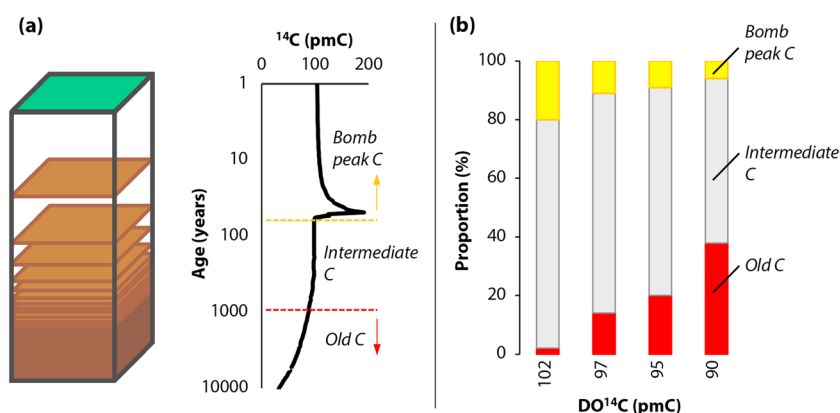 (a)
¹⁴C (pmC)
0 100 200
1
10
100
1000
10000
Age (years)
Bomb
peak C
Intermediate
C
Old C
(b)
100
80
60
40
20
0
Proportion (%)
102 97 95 90
DO¹⁴C (pmC)
Bomb
peak C
Intermediate
C
Old C